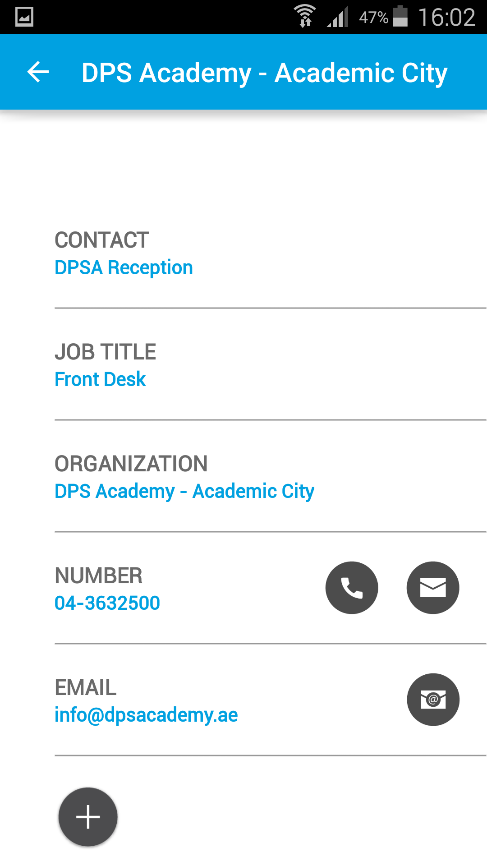 47% 16:02
DPS Academy - Academic City
CONTACT
DPSA Reception
JOB TITLE
Front Desk
ORGANIZATION
DPS Academy - Academic City
NUMBER
04-3632500
EMAIL
info@dpsacademy.ae